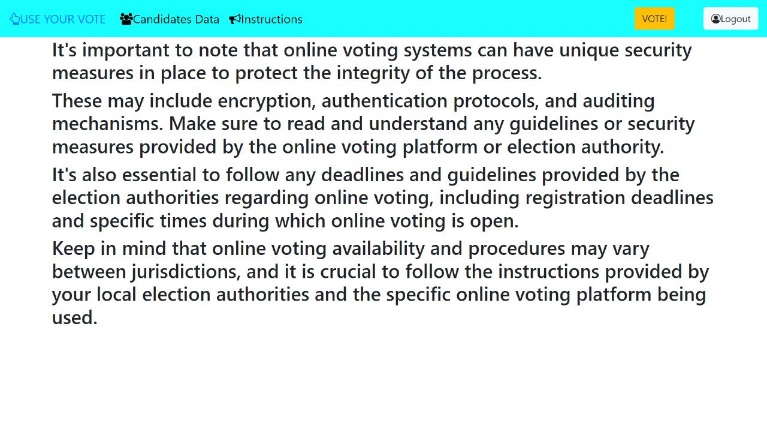 USE YOUR VOTE Candidates Data Instructions VOTE! Logout
It's important to note that online voting systems can have unique security
measures in place to protect the integrity of the process.
These may include encryption, authentication protocols, and auditing
mechanisms. Make sure to read and understand any guidelines or security
measures provided by the online voting platform or election authority.
It's also essential to follow any deadlines and guidelines provided by the
election authorities regarding online voting, including registration deadlines
and specific times during which online voting is open.
Keep in mind that online voting availability and procedures may vary
between jurisdictions, and it is crucial to follow the instructions provided by
your local election authorities and the specific online voting platform being
used.